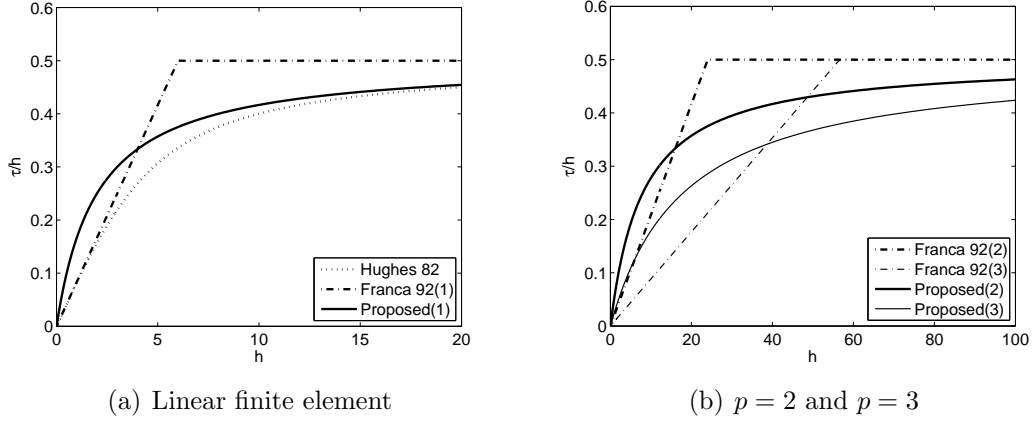 0.6
0.5
0.4
0.3
0.2
0.1
0
τ/h
0 5 10 15 20
h
Hughes 82
Franca 92(1)
Proposed(1)
(a) Linear finite element
0.6
0.5
0.4
0.3
0.2
0.1
0
τ/h
0 20 40 60 80 100
h
Franca 92(2)
Franca 92(3)
Proposed(2)
Proposed(3)
(b) p = 2 and p = 3